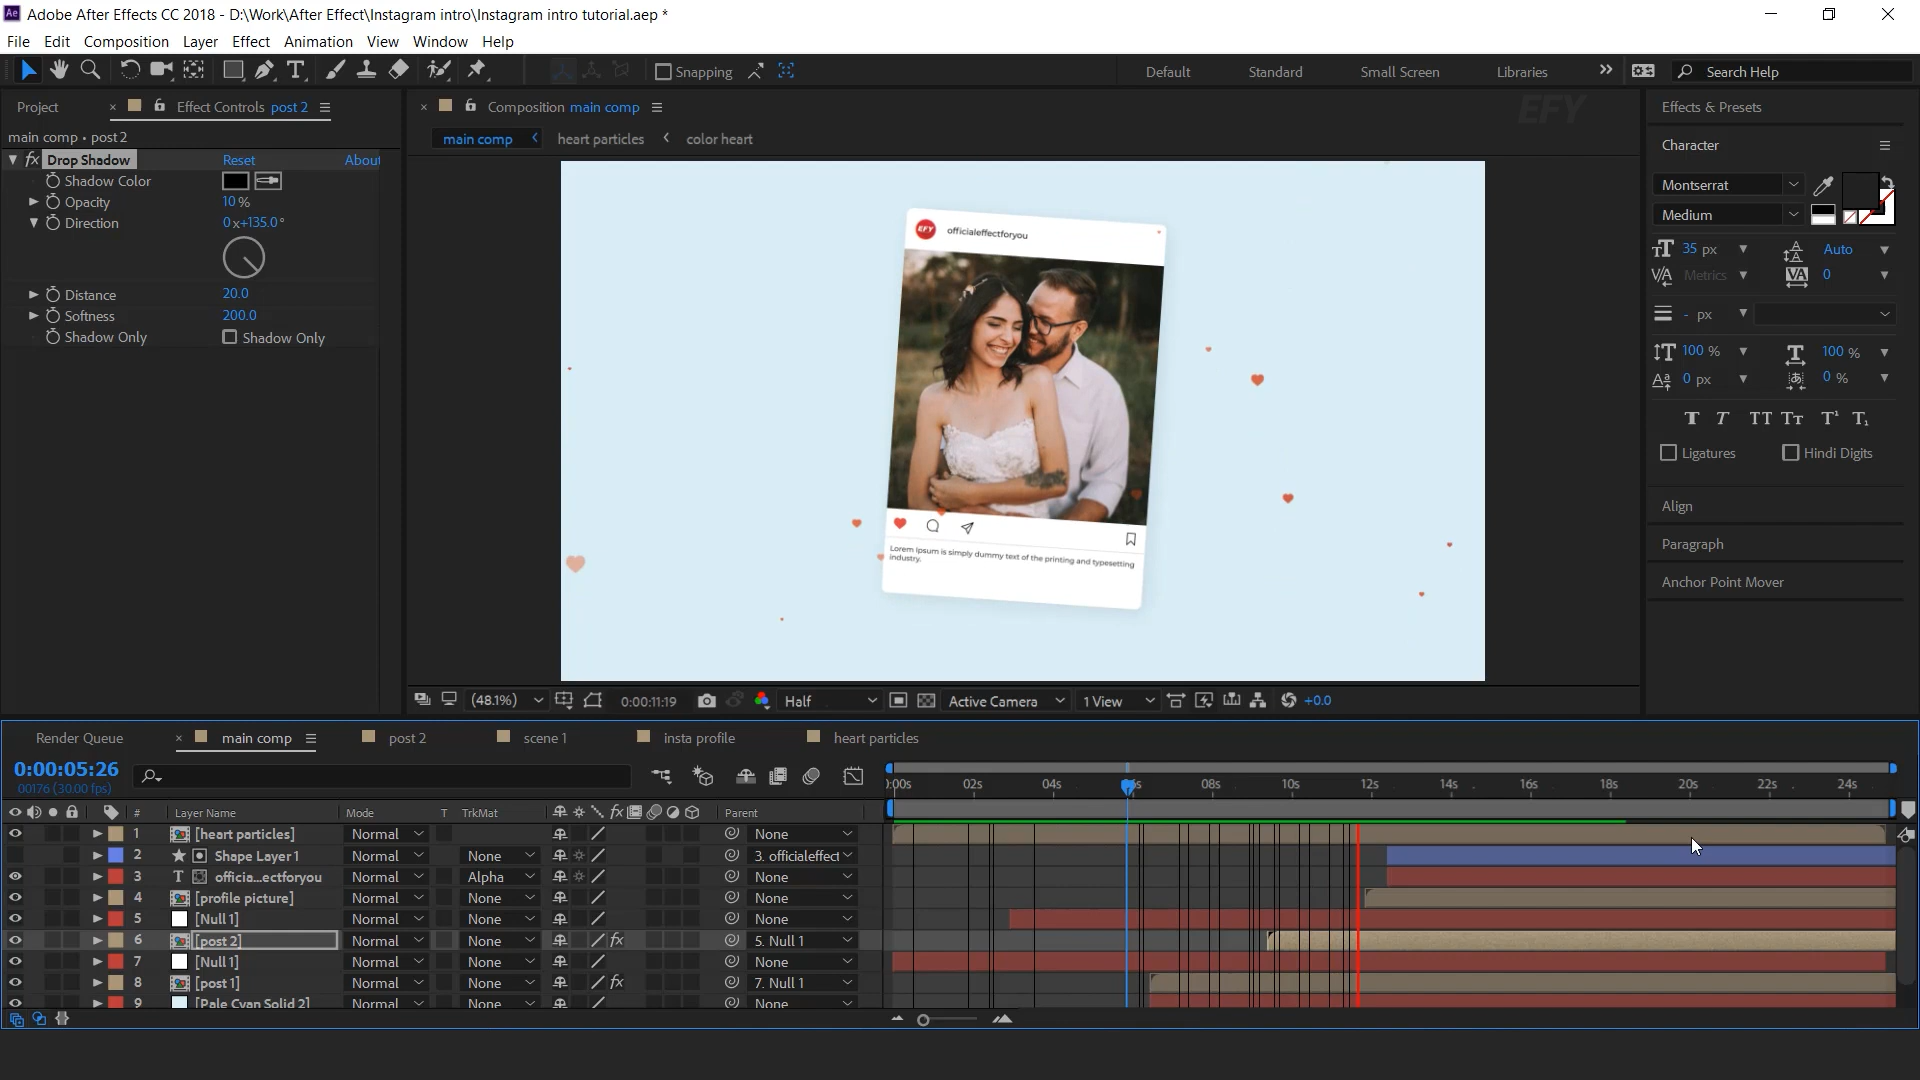 Ae Adobe After Effects CC 2018 - D:\Work\After Effect\Instagram intro\Instagram intro tutorial.aep *
File Edit Composition Layer Effect Animation View Window Help
Snapping Default Standard Small Screen Libraries Search Help
Project Effect Controls post 2
main comp • post 2
fx Drop Shadow Reset About
Shadow Color
Opacity 10 %
Direction 0 x+135.0 °
Distance 20.0
Softness 200.0
Shadow Only Shadow Only
Composition main comp
main comp heart particles color heart
EFY
EFY officialeffectforyou
Lorem Ipsum is simply dummy text of the printing and typesetting
industry.
(48.1%) 0:00:11:19 Half Active Camera 1 View +0.0
Effects & Presets
Character
Montserrat
Medium
35 px Auto
Metrics 0
- px
100 % 100 %
0 px 0 %
Ligatures Hindi Digits
Align
Paragraph
Anchor Point Mover
Render Queue main comp post 2 scene 1 insta profile heart particles
0:00:05:26
00176 (30.00 fps)
:00s 02s 04s 6s 08s 10s 12s 14s 16s 18s 20s 22s 24s
# Layer Name Mode T TrkMat fx Parent
1 [heart particles] Normal None
2 Shape Layer 1 Normal None 3. officialeffect
3 T officia...ectforyou Normal Alpha None
4 [profile picture] Normal None None
5 [Null 1] Normal None None
6 [post 2] Normal None fx 5. Null 1
7 [Null 1] Normal None None
8 [post 1] Normal None fx 7. Null 1
9 [Pale Cyan Solid 2] Normal None None